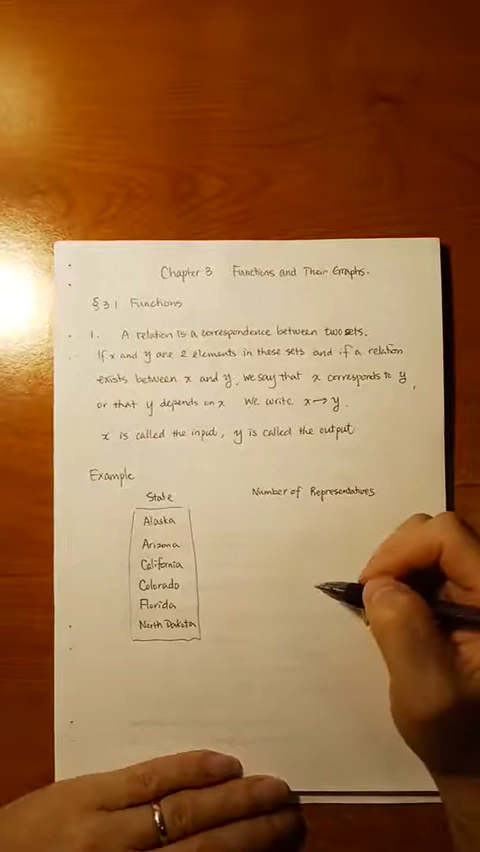 Chapter 3 Functions and Their Graphs.
§ 3.1 Functions
1. A relation is a correspondence between two sets.
If x and y are 2 elements in these sets and if a relation
exists between x and y, we say that x corresponds to y,
or that y depends on x We write x → y.
x is called the input, y is called the output
Example
State Number of Representatives
Alaska
Arizona
California
Colorado
Florida
North Dakota